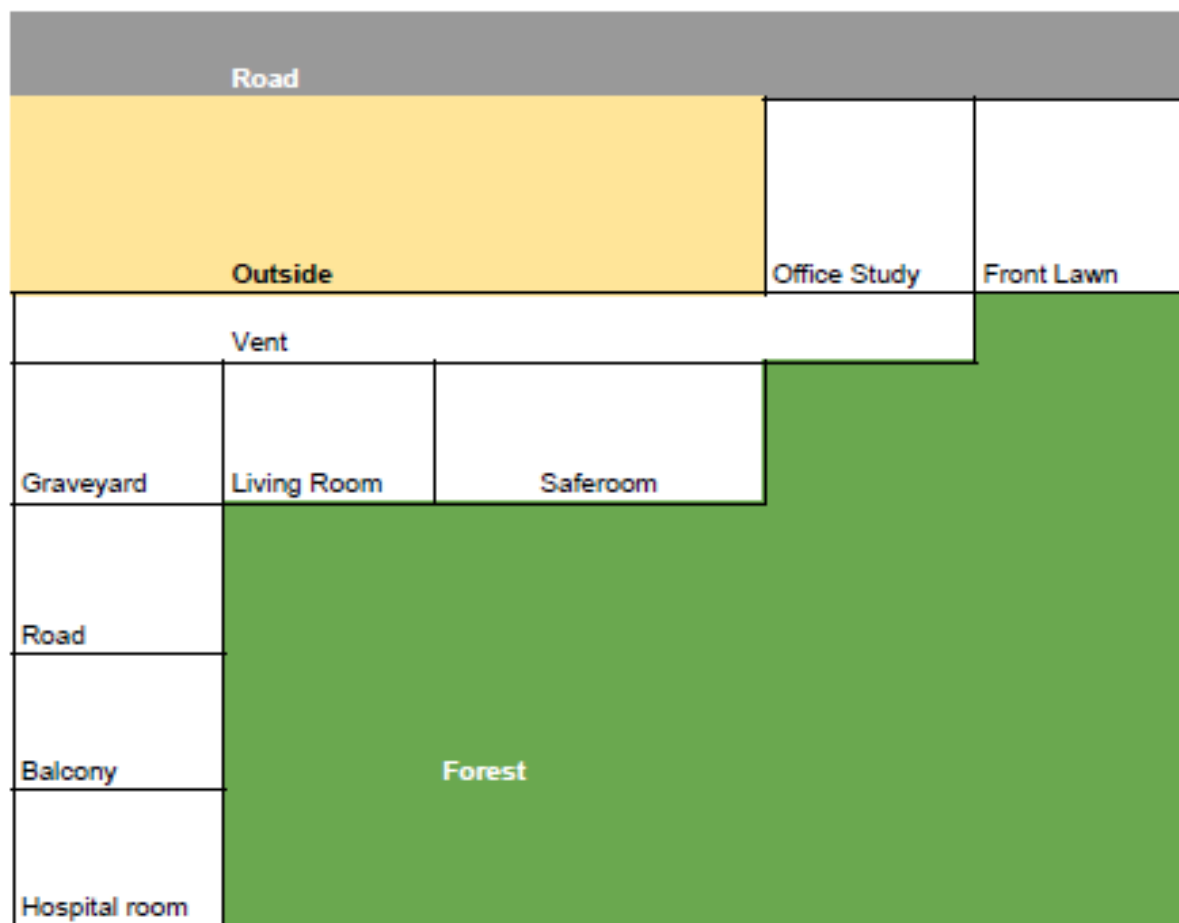 Road
Outside
Office Study
Front Lawn
Vent
Graveyard
Living Room
Saferoom
Road
Balcony
Forest
Hospital room